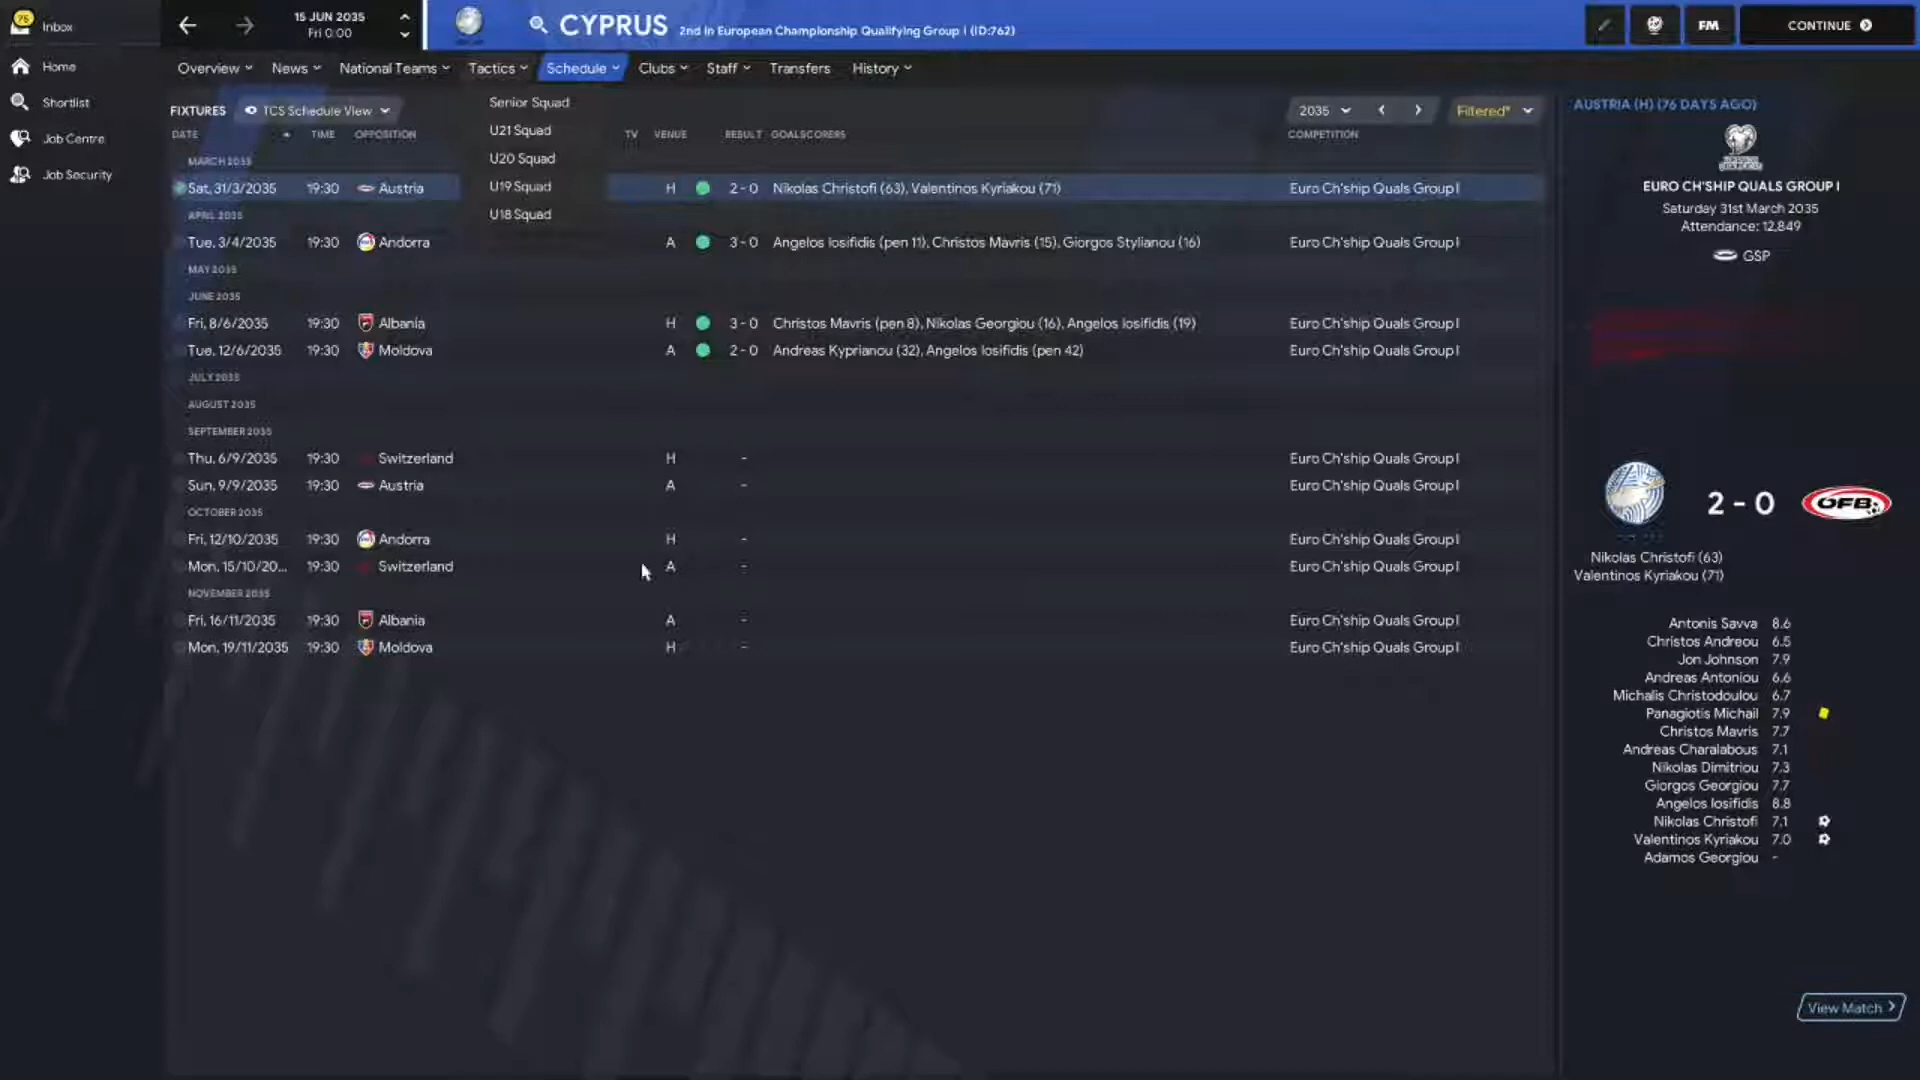 75
Inbox
Home
Shortlist
Job Centre
Job Security
15 JUN 2035
Fri 0:00
CYPRUS
2nd in European Championship Qualifying Group I (ID:762)
FM
CONTINUE
Overview
News
National Teams
Tactics
Schedule
Clubs
Staff
Transfers
History
Senior Squad
U21 Squad
U20 Squad
U19 Squad
U18 Squad
FIXTURES
TCS Schedule View
2035
Filtered*
DATE TIME OPPOSITION TV VENUE RESULT GOALSCORERS COMPETITION
MARCH 2035
Sat, 31/3/2035 19:30 Austria H 2 - 0 Nikolas Christofi (63), Valentinos Kyriakou (71) Euro Ch'ship Quals Group I
APRIL 2035
Tue, 3/4/2035 19:30 Andorra A 3 - 0 Angelos Iosifidis (pen 11), Christos Mavris (15), Giorgos Stylianou (16) Euro Ch'ship Quals Group I
MAY 2035
JUNE 2035
Fri, 8/6/2035 19:30 Albania H 3 - 0 Christos Mavris (pen 8), Nikolas Georgiou (16), Angelos Iosifidis (19) Euro Ch'ship Quals Group I
Tue, 12/6/2035 19:30 Moldova A 2 - 0 Andreas Kyprianou (32), Angelos Iosifidis (pen 42) Euro Ch'ship Quals Group I
JULY 2035
AUGUST 2035
SEPTEMBER 2035
Thu, 6/9/2035 19:30 Switzerland H - Euro Ch'ship Quals Group I
Sun, 9/9/2035 19:30 Austria A - Euro Ch'ship Quals Group I
OCTOBER 2035
Fri, 12/10/2035 19:30 Andorra H - Euro Ch'ship Quals Group I
Mon, 15/10/20... 19:30 Switzerland A - Euro Ch'ship Quals Group I
NOVEMBER 2035
Fri, 16/11/2035 19:30 Albania A - Euro Ch'ship Quals Group I
Mon, 19/11/2035 19:30 Moldova H - Euro Ch'ship Quals Group I
AUSTRIA (H) (76 DAYS AGO)
EURO CH'SHIP QUALS GROUP I
Saturday 31st March 2035
Attendance: 12,849
GSP
2 - 0
ÖFB
Nikolas Christofi (63)
Valentinos Kyriakou (71)
Antonis Savva 8.6
Christos Andreou 6.5
Jon Johnson 7.9
Andreas Antoniou 6.6
Michalis Christodoulou 6.7
Panagiotis Michail 7.9
Christos Mavris 7.7
Andreas Charalabous 7.1
Nikolas Dimitriou 7.3
Giorgos Georgiou 7.7
Angelos Iosifidis 8.8
Nikolas Christofi 7.1
Valentinos Kyriakou 7.0
Adamos Georgiou -
View Match